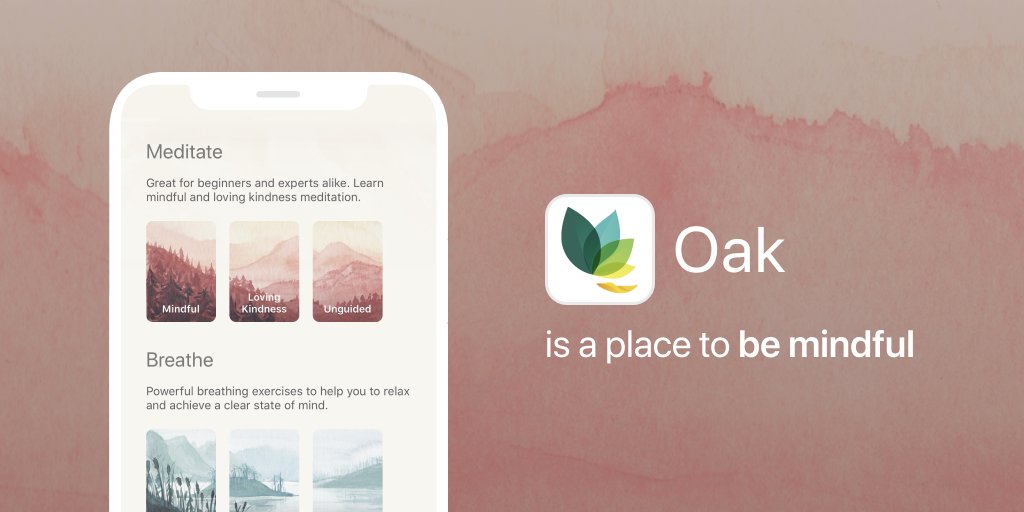 Meditate
Great for beginners and experts alike. Learn
mindful and loving kindness meditation.
Mindful
Loving
Kindness
Unguided
Breathe
Powerful breathing exercises to help you to relax
and achieve a clear state of mind.
Oak
is a place to be mindful